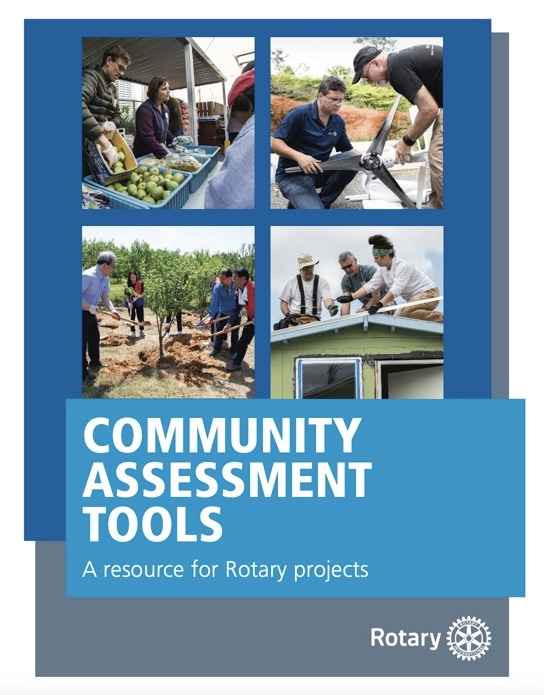 COMMUNITY
ASSESSMENT
TOOLS
A resource for Rotary projects
Rotary